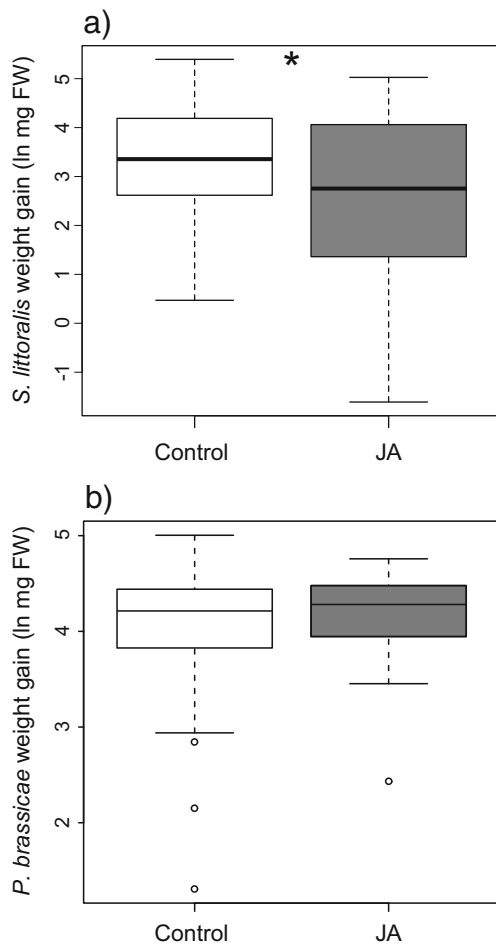 a)
*
S. littoralis weight gain (ln mg FW)
5
4
3
2
1
0
-1
Control JA
b)
P. brassicae weight gain (ln mg FW)
5
4
3
2
Control JA